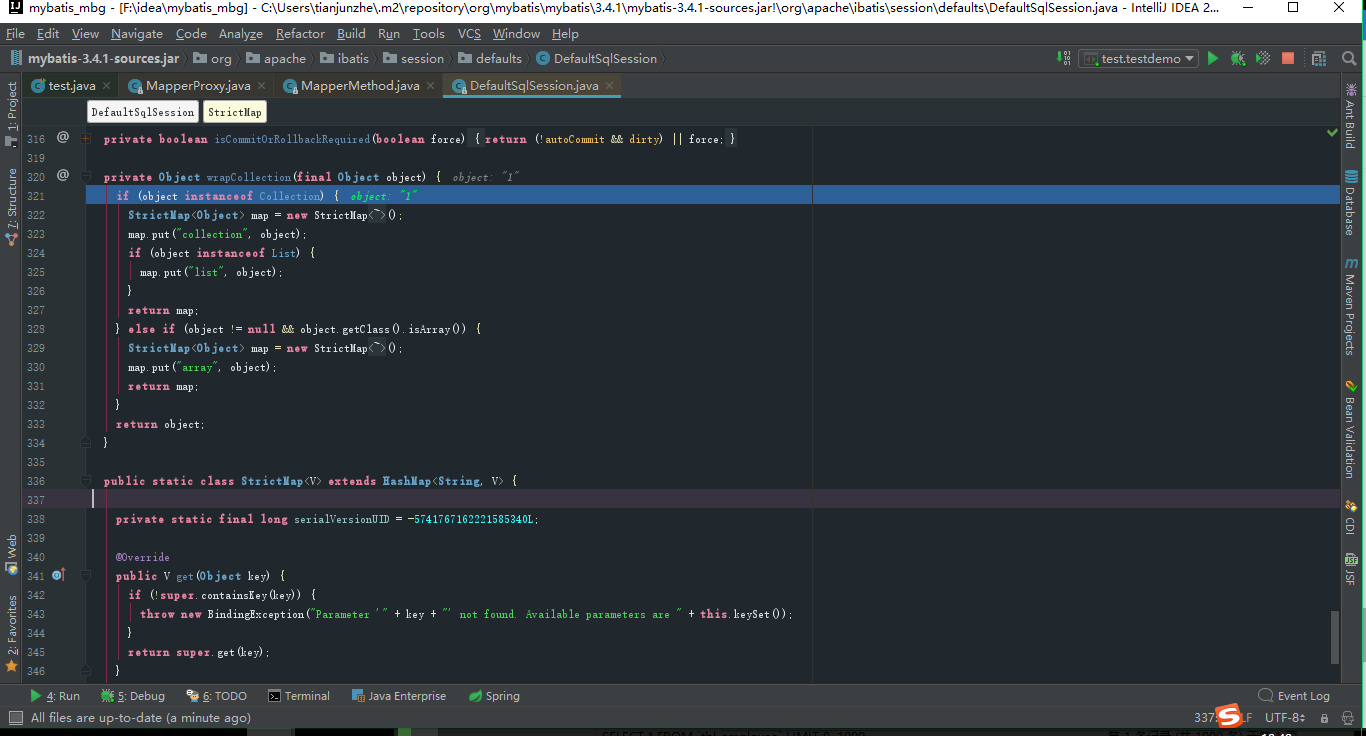 mybatis_mbg - [F:\idea\mybatis_mbg] - C:\Users\tianjunzhe\.m2\repository\org\mybatis\mybatis\3.4.1\mybatis-3.4.1-sources.jar!\org\apache\ibatis\session\defaults\DefaultSqlSession.java - IntelliJ IDEA 2...
File Edit View Navigate Code Analyze Refactor Build Run Tools VCS Window Help
mybatis-3.4.1-sources.jar org apache ibatis session defaults DefaultSqlSession test.testdemo
test.java MapperProxy.java MapperMethod.java DefaultSqlSession.java
DefaultSqlSession StrictMap
316 @ private boolean isCommitOrRollbackRequired(boolean force) { return (!autoCommit && dirty) || force; }
319
320 @ private Object wrapCollection(final Object object) { object: "1"
321 if (object instanceof Collection) { object: "1"
322 StrictMap<Object> map = new StrictMap<~>();
323 map.put("collection", object);
324 if (object instanceof List) {
325 map.put("list", object);
326 }
327 return map;
328 } else if (object != null && object.getClass().isArray()) {
329 StrictMap<Object> map = new StrictMap<~>();
330 map.put("array", object);
331 return map;
332 }
333 return object;
334 }
335
336 public static class StrictMap<V> extends HashMap<String, V> {
337
338 private static final long serialVersionUID = -5741767162221585340L;
339
340 @Override
341 public V get(Object key) {
342 if (!super.containsKey(key)) {
343 throw new BindingException("Parameter '" + key + "' not found. Available parameters are " + this.keySet());
344 }
345 return super.get(key);
346 }
1: Project
7: Structure
Web
2: Favorites
Ant Build
Database
m Maven Projects
Bean Validation
CDI
JSF
4: Run 5: Debug 6: TODO Terminal Java Enterprise Spring Event Log
All files are up-to-date (a minute ago) 337: LF UTF-8